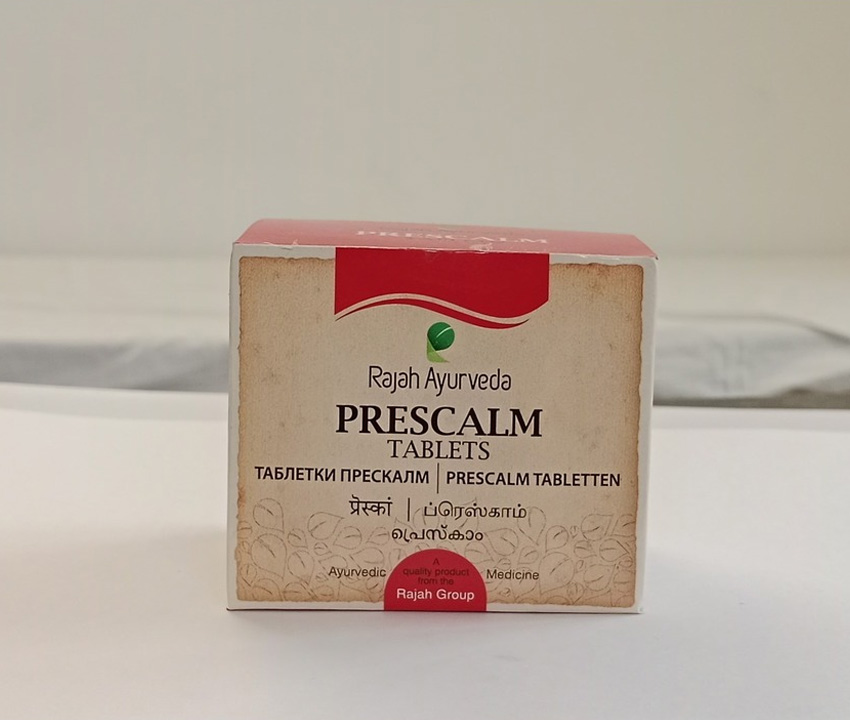 PRESCALM
Rajah Ayurveda
PRESCALM
TABLETS
ТАБЛЕТКИ ПРЕСКАЛМ | PRESCALM TABLETTEN
प्रॆस्कां | ப்ரெஸ்காம்
പ്രെസ്കാം
Ayurvedic Medicine
A
quality product
from the
Rajah Group